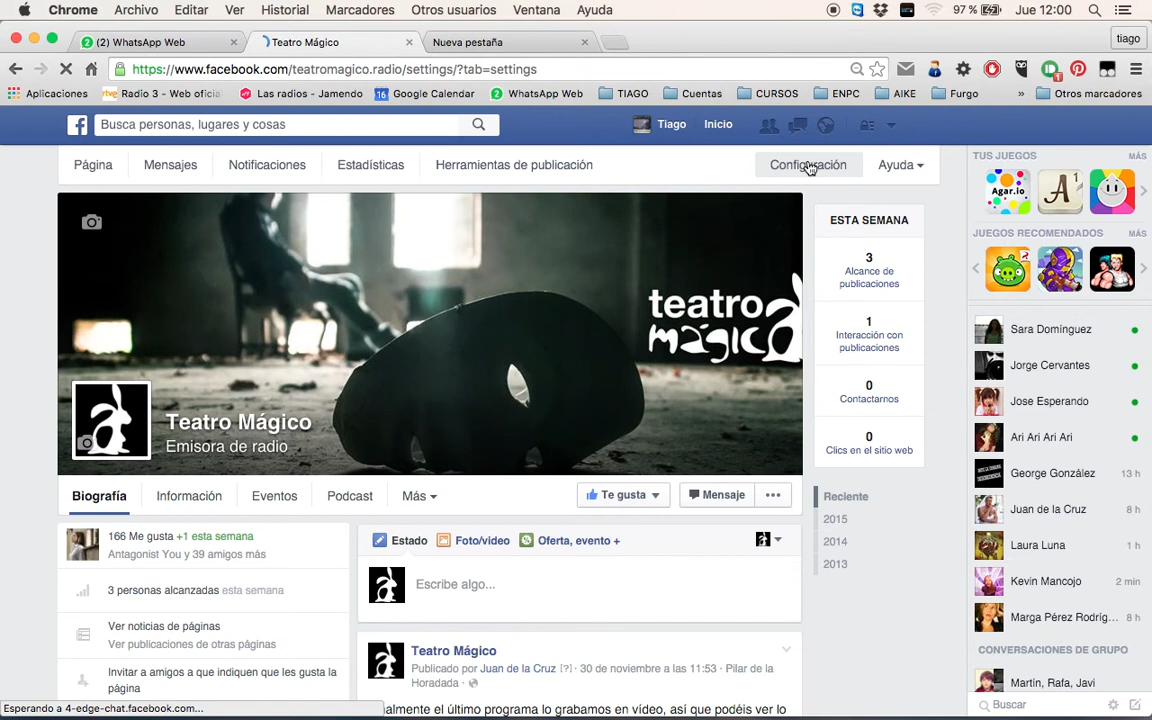 Chrome Archivo Editar Ver Historial Marcadores Otros usuarios Ventana Ayuda 97 % Jue 12:00
(2) WhatsApp Web Teatro Mágico Nueva pestaña tiago
https://www.facebook.com/teatromagico.radio/settings/?tab=settings
Aplicaciones Radio 3 - Web oficial Las radios - Jamendo 16 Google Calendar WhatsApp Web TIAGO Cuentas CURSOS ENPC AIKE Furgo » Otros marcadores
Busca personas, lugares y cosas Tiago Inicio
Página Mensajes Notificaciones Estadísticas Herramientas de publicación Configuración Ayuda
teatro
mágico
Teatro Mágico
Emisora de radio
ESTA SEMANA
3
Alcance de
publicaciones
1
Interacción con
publicaciones
0
Contactarnos
0
Clics en el sitio web
Biografía Información Eventos Podcast Más Te gusta Mensaje •••
Reciente
2015
2014
2013
166 Me gusta +1 esta semana
Antagonist You y 39 amigos más
3 personas alcanzadas esta semana
Ver noticias de páginas
Ver publicaciones de otras páginas
Invitar a amigos a que indiquen que les gusta la
página
Estado Foto/video Oferta, evento +
Escribe algo...
Teatro Mágico
Publicado por Juan de la Cruz [?] · 30 de noviembre a las 11:53 · Pilar de la
Horadada ·
almente el último programa lo grabamos en vídeo, así que podéis ver lo
TUS JUEGOS MÁS
Agar.io A 1
JUEGOS RECOMENDADOS MÁS
Sara Domínguez
Jorge Cervantes
Jose Esperando
Ari Ari Ari Ari
George González 13 h
Juan de la Cruz 8 h
Laura Luna 1 h
Kevin Mancojo 2 min
Marga Pérez Rodríg... 8 h
CONVERSACIONES DE GRUPO
Martin, Rafa, Javi
Buscar
Esperando a 4-edge-chat.facebook.com...